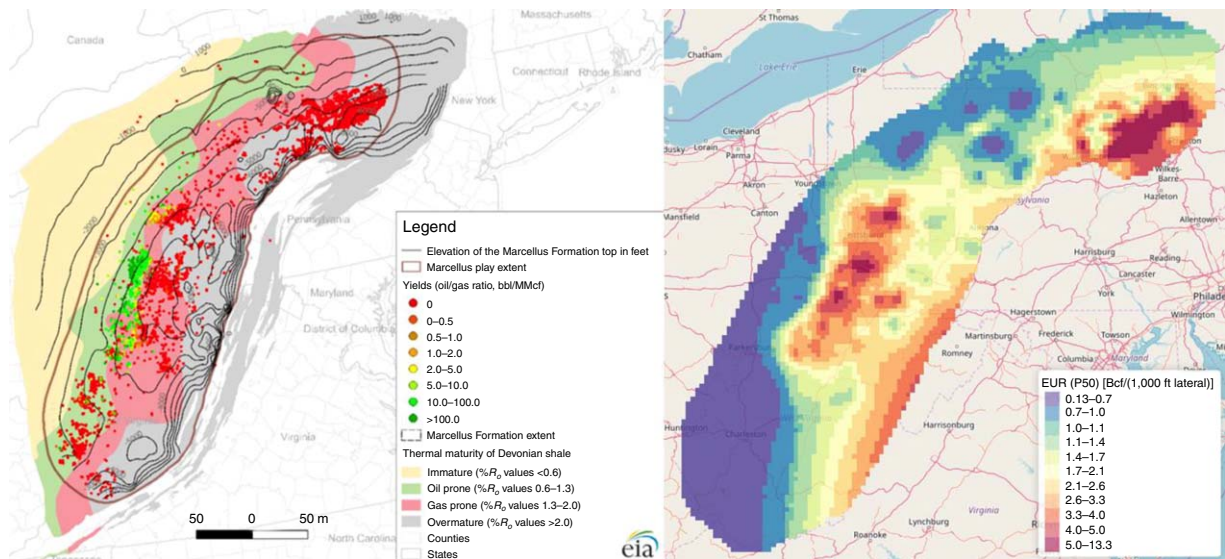 Canada
Massachusetts
Connecticut
Rhode Island
New York
Pennsylvania
Maryland
District of Columbia
Virginia
North Carolina
Legend
Elevation of the Marcellus Formation top in feet
Marcellus play extent
Yields (oil/gas ratio, bbl/MMcf)
0
0–0.5
0.5–1.0
1.0–2.0
2.0–5.0
5.0–10.0
10.0–100.0
>100.0
Marcellus Formation extent
Thermal maturity of Devonian shale
Immature (%Ro values <0.6)
Oil prone (%Ro values 0.6–1.3)
Gas prone (%Ro values 1.3–2.0)
Overmature (%Ro values >2.0)
Counties
States
50 0 50 m
eia
St Thomas
Chatham
Lake Erie
Erie
Cleveland
Lorain
Parma
dusky
Akron
Young
Canton
Mansfield
Wilkes-
Barre
Hazleton
Allentown
sylvania
Harrisburg
Reading
Lancaster
York
Philade
Wilmington
Hagerstown
Martinsburg
Frederick
Towson
Columbia
Maryland
Romney
Harrisonburg
Huntington
Charleston
Virginia
Lynchburg
Roanoke
EUR (P50) [Bcf/(1,000 ft lateral)]
0.13–0.7
0.7–1.0
1.0–1.1
1.1–1.4
1.4–1.7
1.7–2.1
2.1–2.6
2.6–3.3
3.3–4.0
4.0–5.0
5.0–13.3